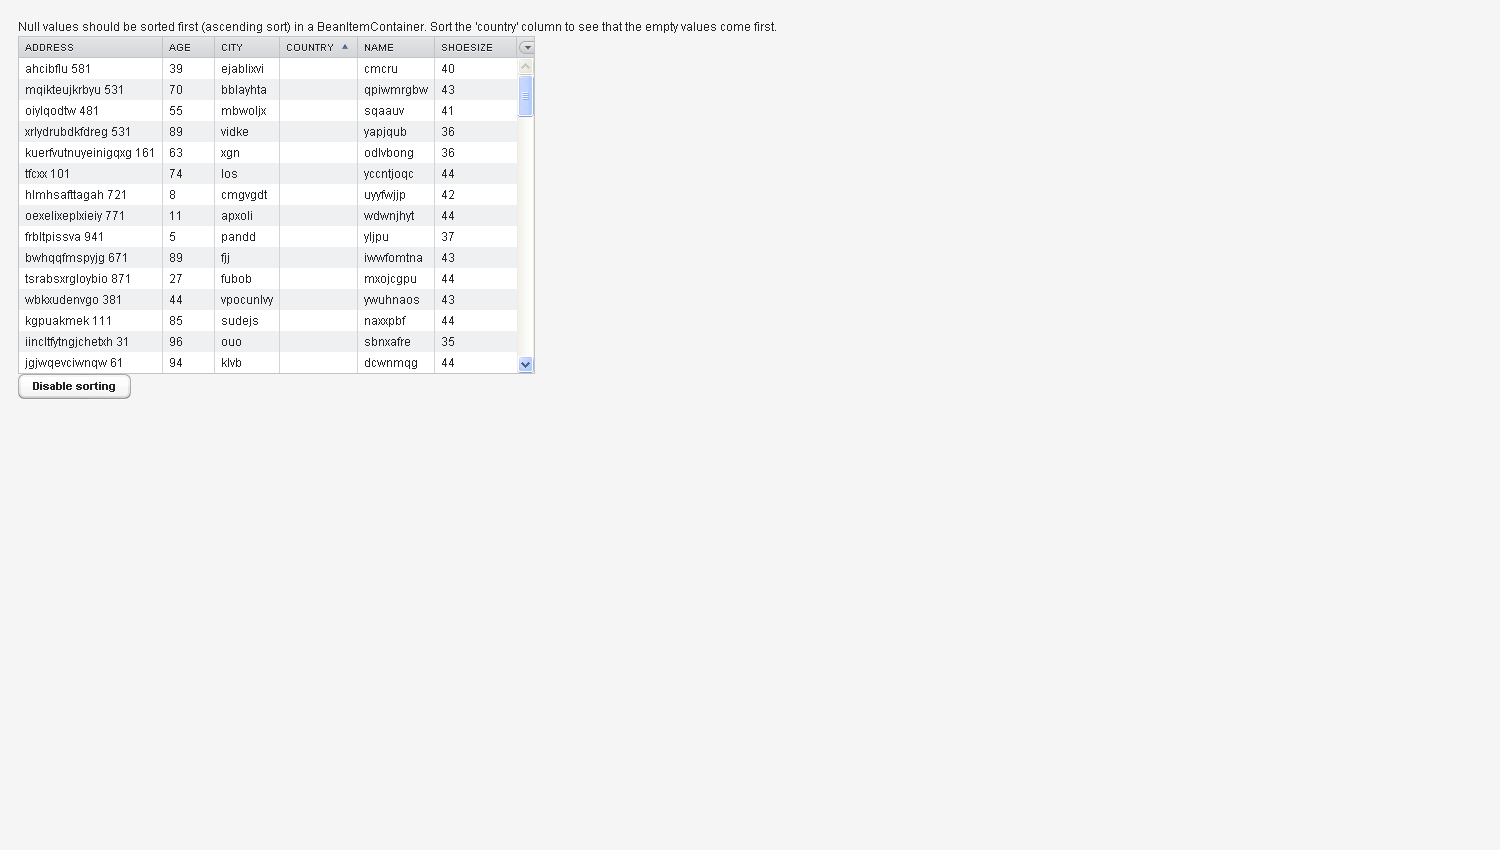 Null values should be sorted first (ascending sort) in a BeanItemContainer. Sort the 'country' column to see that the empty values come first.
ADDRESS AGE CITY COUNTRY NAME SHOESIZE
ahcibflu 581 39 ejablixvi cmcru 40
mqikteujkrbyu 531 70 bblayhta qpiwmrgbw 43
oiylqodtw 481 55 mbwoljx sqaauv 41
xrlydrubdkfdreg 531 89 vidke yapjqub 36
kuerfvutnuyeinigqxg 161 63 xgn odlvbong 36
tfcxx 101 74 los yccntjoqc 44
hlmhsafttagah 721 8 cmgvgdt uyyfwjjp 42
oexelixeplxieiy 771 11 apxoli wdwnjhyt 44
frbltpissva 941 5 pandd yljpu 37
bwhqqfmspyjg 671 89 fjj iwwfomtna 43
tsrabsxrgloybio 871 27 fubob mxojcgpu 44
wbkxudenvgo 381 44 vpocunlvy ywuhnaos 43
kgpuakmek 111 85 sudejs naxxpbf 44
iincltfytngjchetxh 31 96 ouo sbnxafre 35
jgjwqevciwnqw 61 94 klvb dcwnmqg 44
Disable sorting